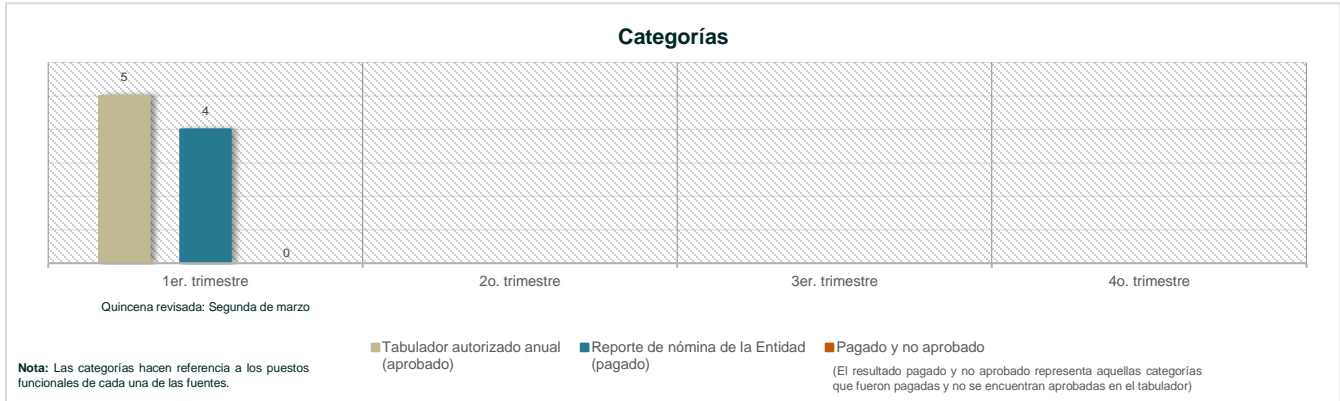 Categorías
5
4
0
1er. trimestre
2o. trimestre
3er. trimestre
4o. trimestre
Quincena revisada: Segunda de marzo
Tabulador autorizado anual
(aprobado)
Reporte de nómina de la Entidad
(pagado)
Pagado y no aprobado
(El resultado pagado y no aprobado representa aquellas categorías
que fueron pagadas y no se encuentran aprobadas en el tabulador)
Nota: Las categorías hacen referencia a los puestos
funcionales de cada una de las fuentes.